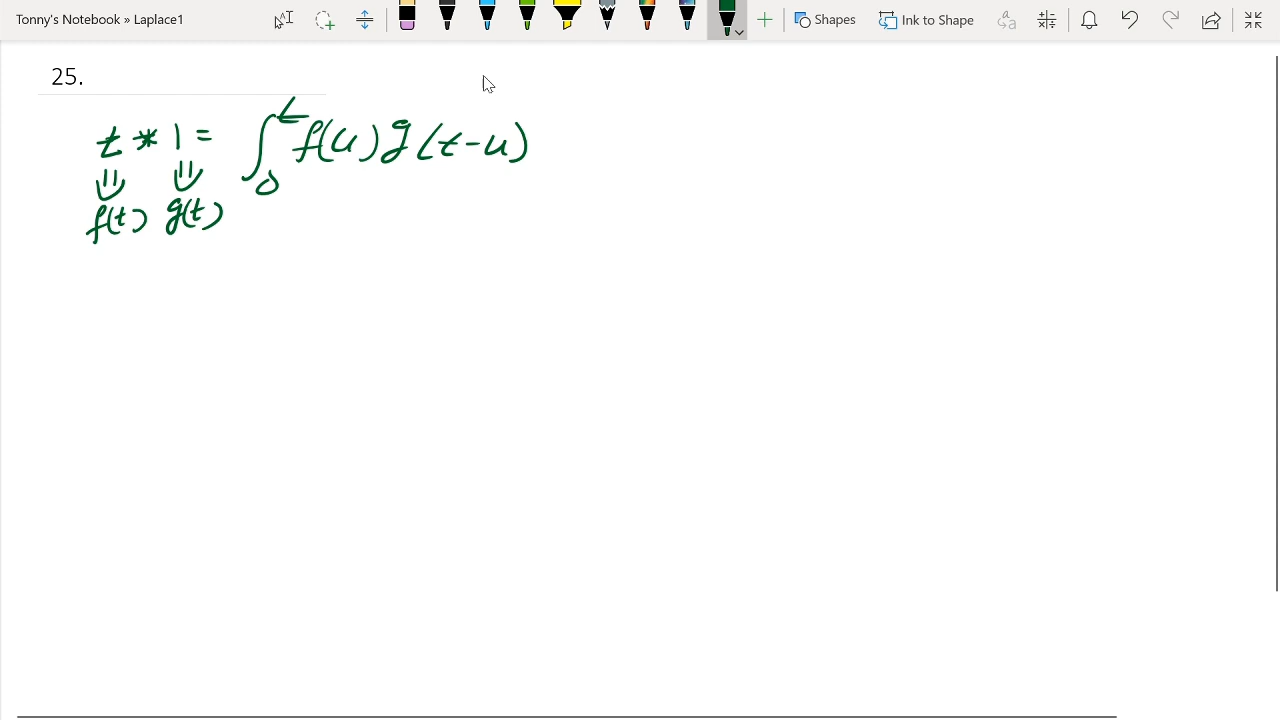 Tonny's Notebook » Laplace1
Shapes
Ink to Shape
25.
t * 1 = ∫₀ᵗ f(u) g(t-u)
f(t) g(t)